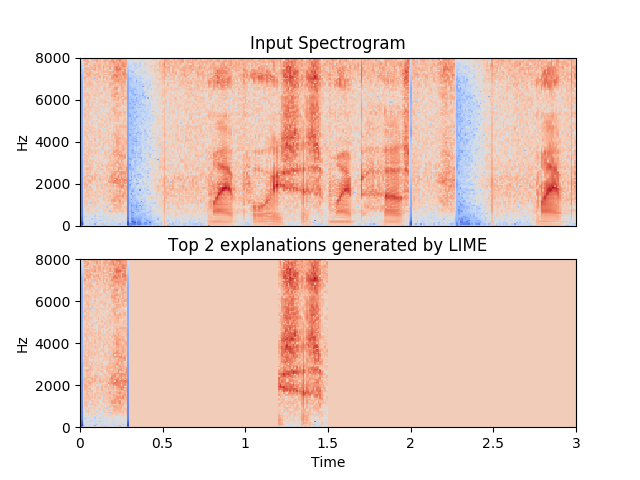 Input Spectrogram
8000
6000
Hz
4000
2000
0
Top 2 explanations generated by LIME
8000
6000
Hz
4000
2000
0
0 0.5 1 1.5 2 2.5 3
Time